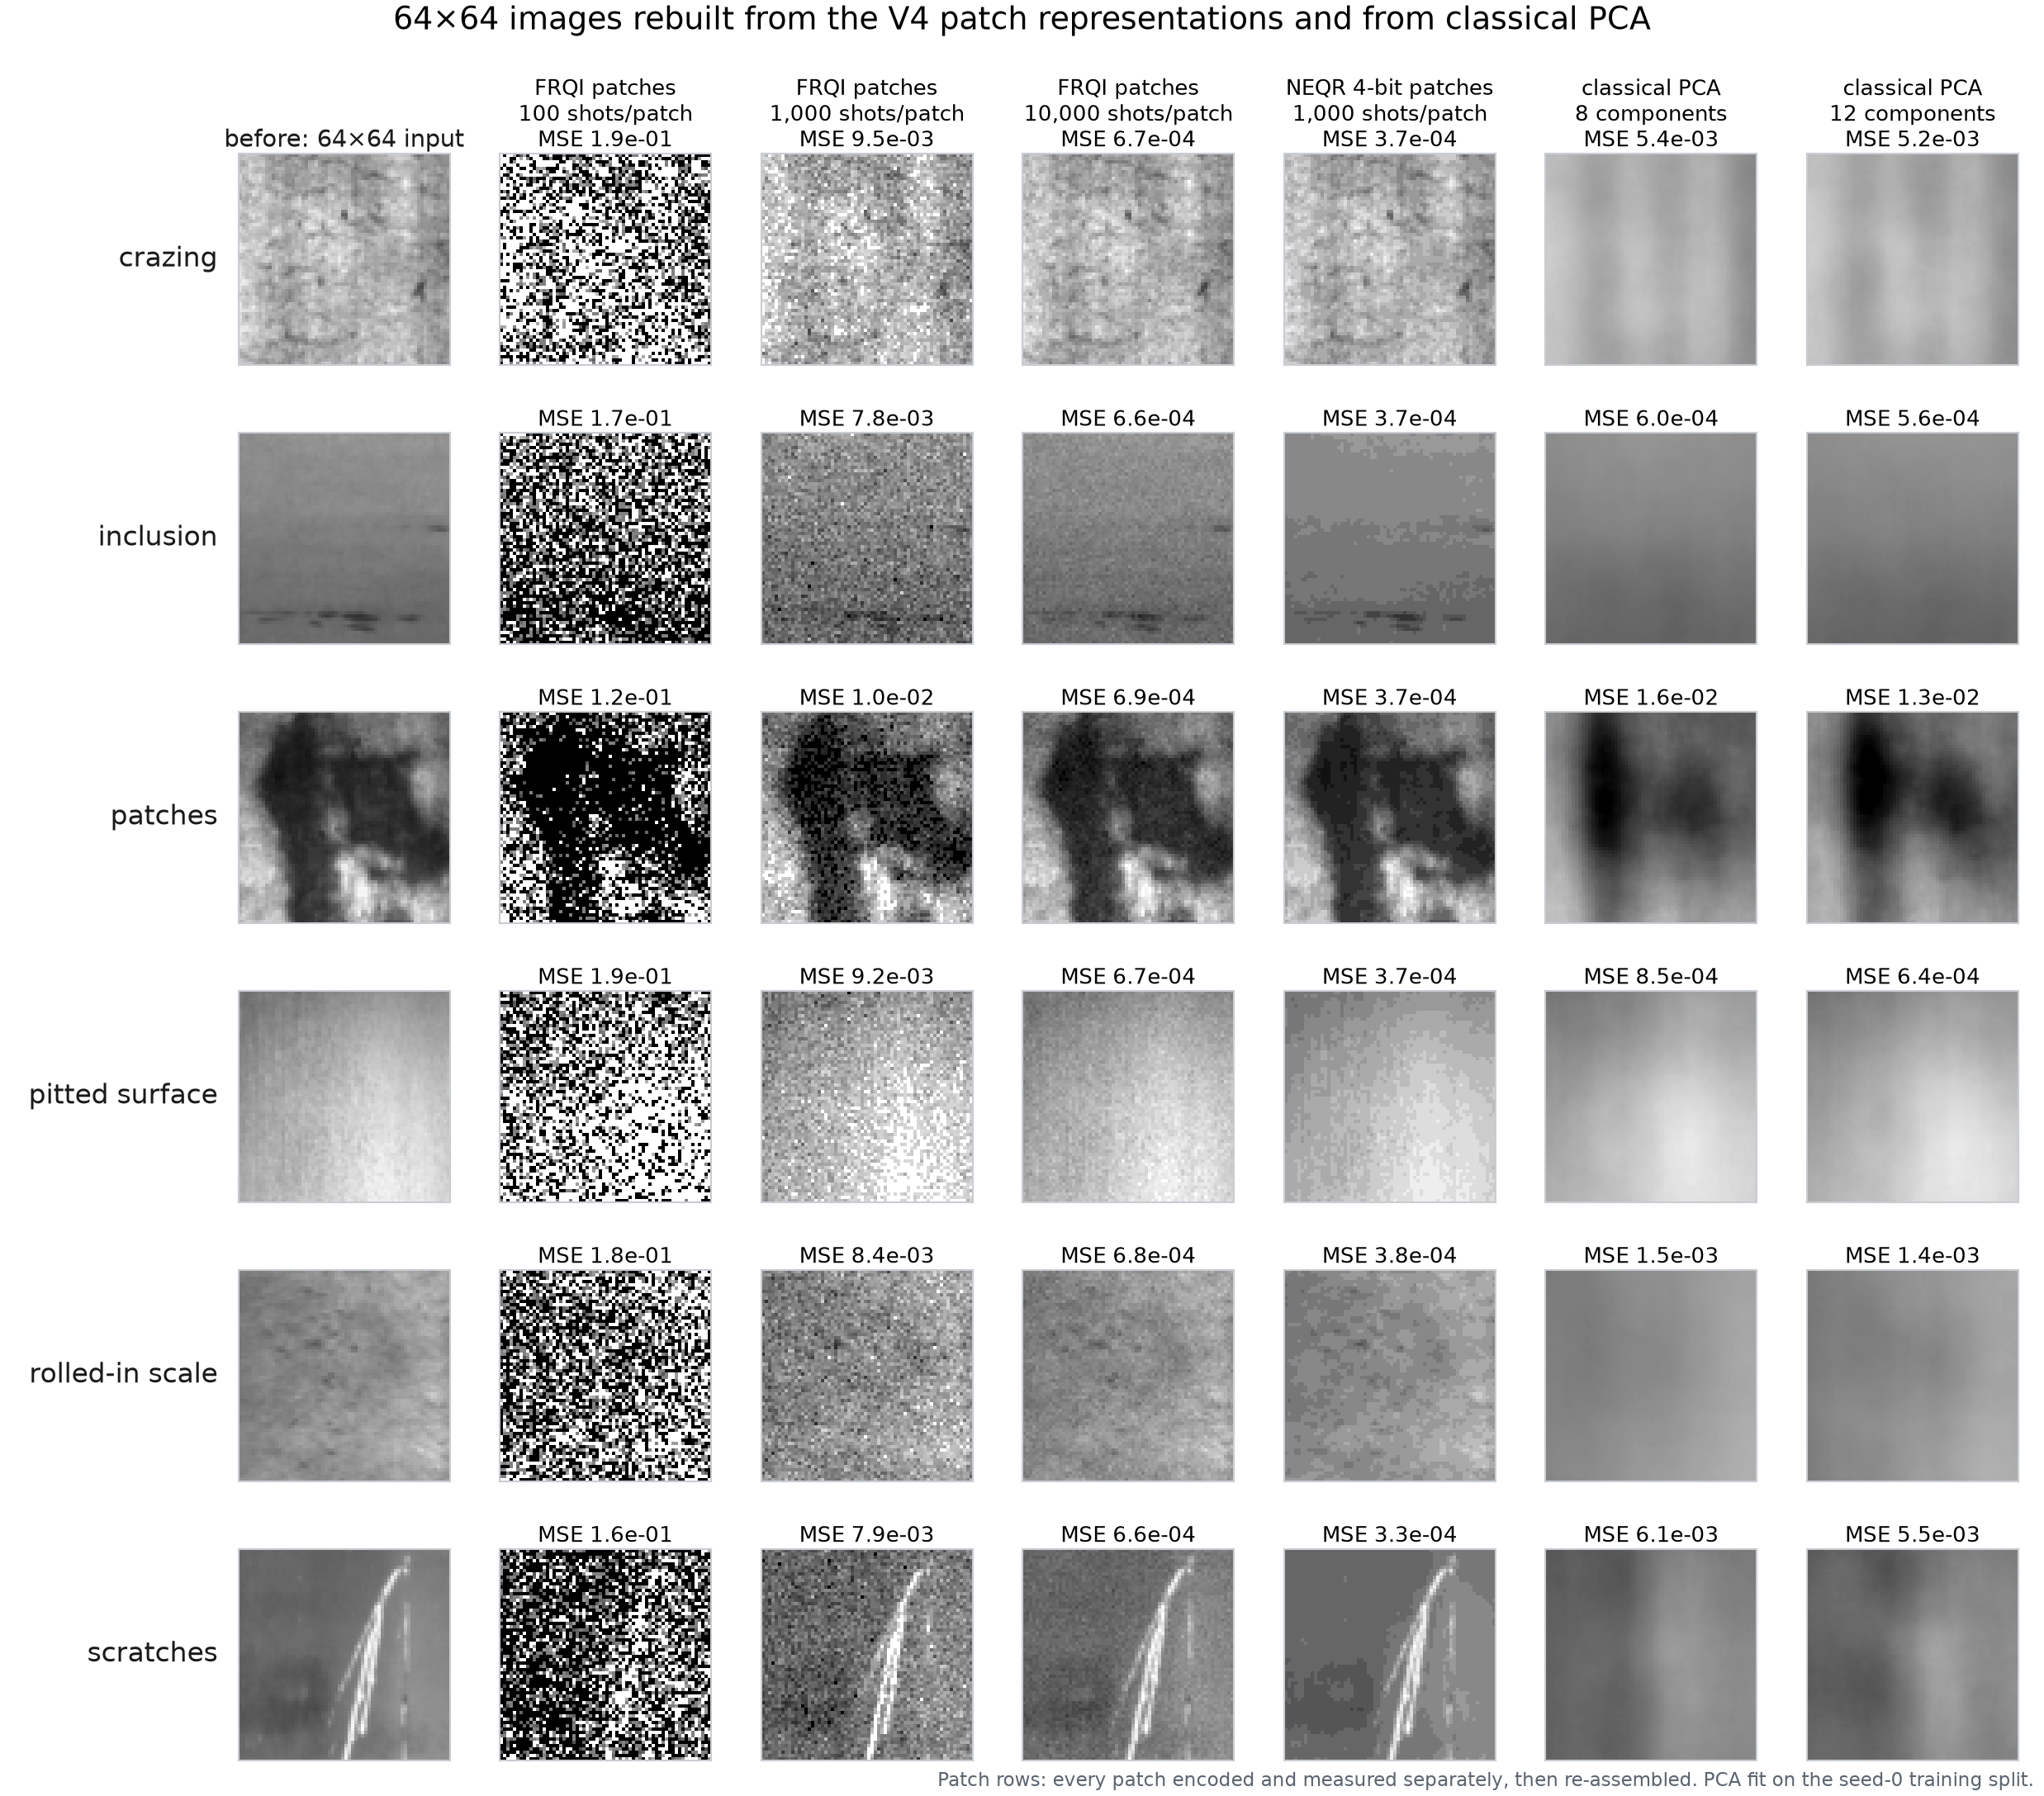 64×64 images rebuilt from the V4 patch representations and from classical PCA
before: 64×64 input
FRQI patches
100 shots/patch
MSE 1.9e-01
FRQI patches
1,000 shots/patch
MSE 9.5e-03
FRQI patches
10,000 shots/patch
MSE 6.7e-04
NEQR 4-bit patches
1,000 shots/patch
MSE 3.7e-04
classical PCA
8 components
MSE 5.4e-03
classical PCA
12 components
MSE 5.2e-03
crazing
MSE 1.7e-01
MSE 7.8e-03
MSE 6.6e-04
MSE 3.7e-04
MSE 6.0e-04
MSE 5.6e-04
inclusion
MSE 1.2e-01
MSE 1.0e-02
MSE 6.9e-04
MSE 3.7e-04
MSE 1.6e-02
MSE 1.3e-02
patches
MSE 1.9e-01
MSE 9.2e-03
MSE 6.7e-04
MSE 3.7e-04
MSE 8.5e-04
MSE 6.4e-04
pitted surface
MSE 1.8e-01
MSE 8.4e-03
MSE 6.8e-04
MSE 3.8e-04
MSE 1.5e-03
MSE 1.4e-03
rolled-in scale
MSE 1.6e-01
MSE 7.9e-03
MSE 6.6e-04
MSE 3.3e-04
MSE 6.1e-03
MSE 5.5e-03
scratches
Patch rows: every patch encoded and measured separately, then re-assembled. PCA fit on the seed-0 training split.